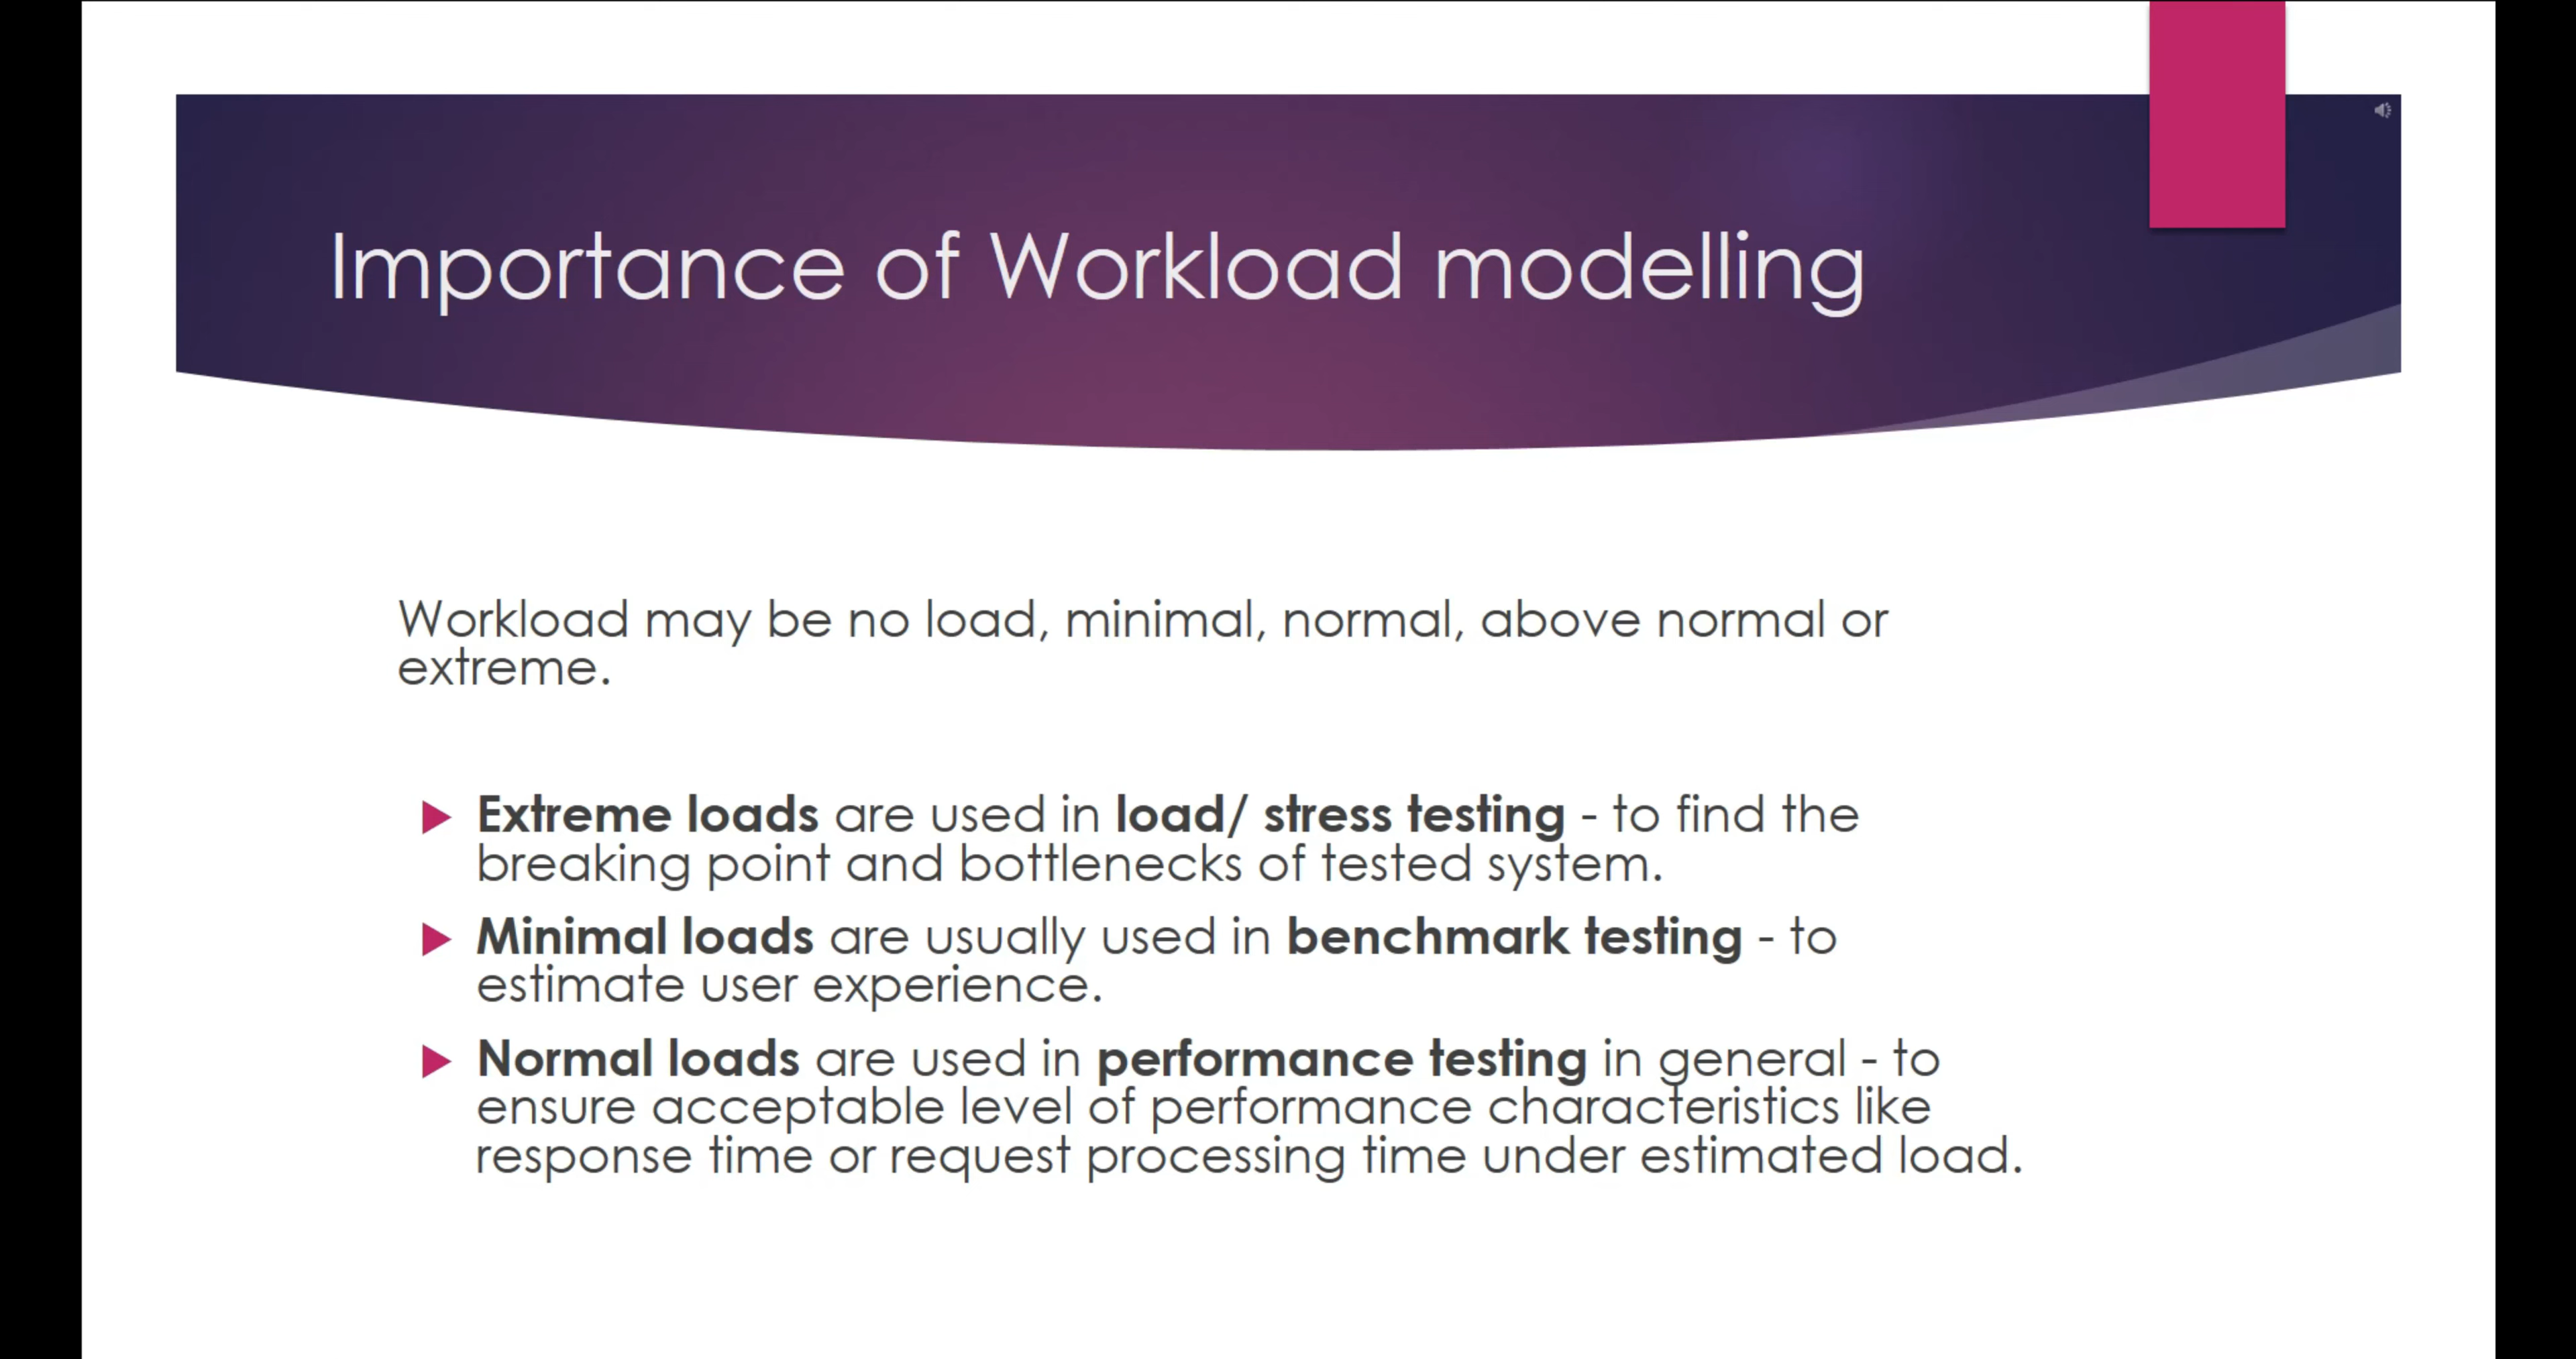 Importance of Workload modelling
Workload may be no load, minimal, normal, above normal or
extreme.
Extreme loads are used in load/ stress testing - to find the
breaking point and bottlenecks of tested system.
Minimal loads are usually used in benchmark testing - to
estimate user experience.
Normal loads are used in performance testing in general - to
ensure acceptable level of performance characteristics like
response time or request processing time under estimated load.